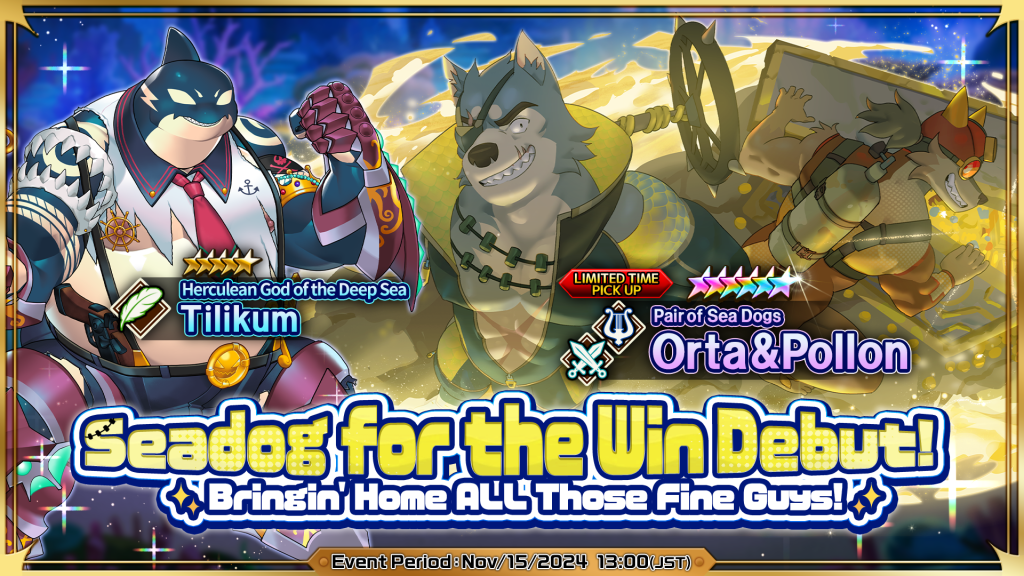 Herculean God of the Deep Sea
Tilikum
LIMITED TIME
PICK UP
Pair of Sea Dogs
Orta&Pollon
Seadog for the Win Debut!
Bringin' Home ALL Those Fine Guys!
Event Period : Nov/15/2024 13:00(JST)